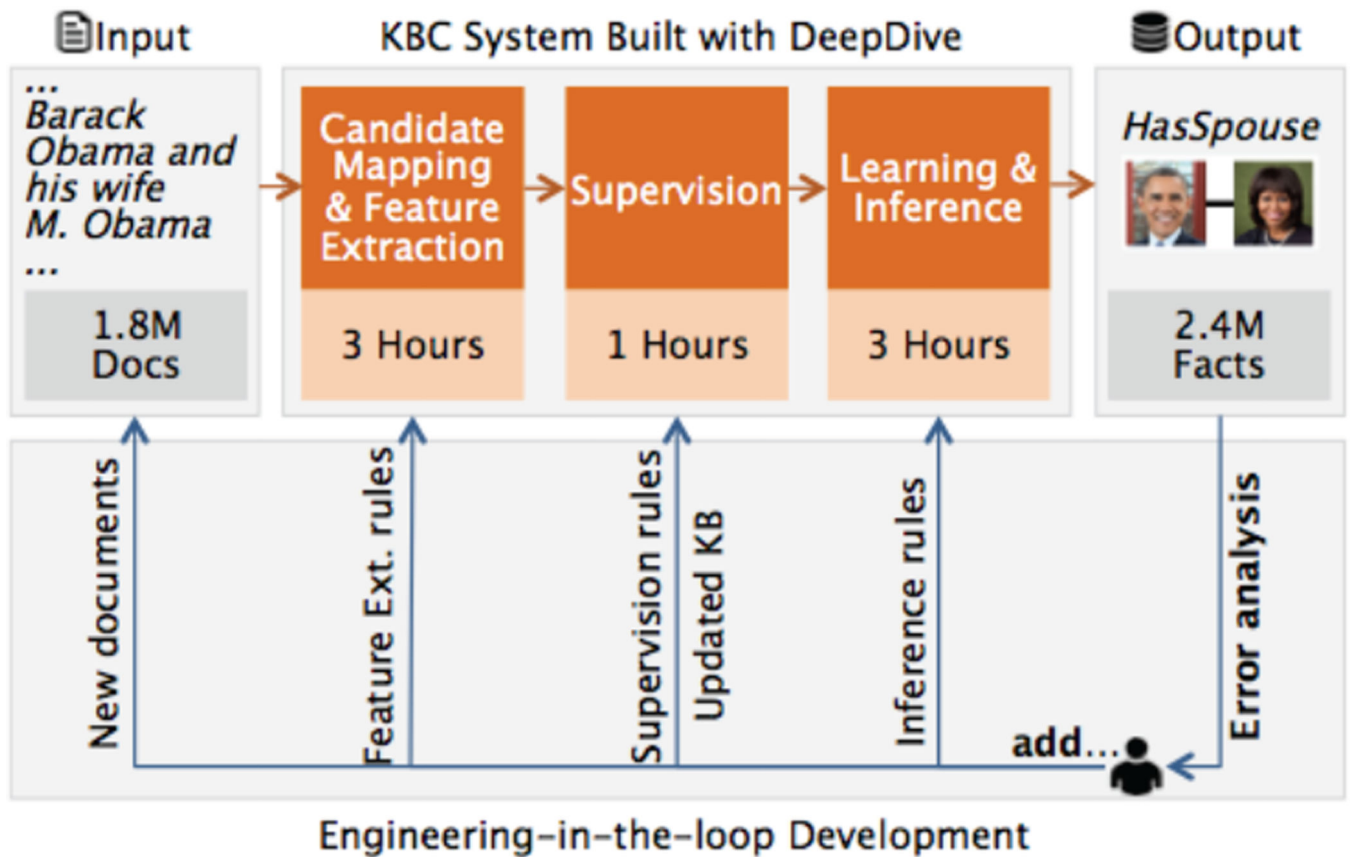 Input
KBC System Built with DeepDive
Output
...
Barack
Obama and
his wife
M. Obama
...
1.8M
Docs
Candidate
Mapping
& Feature
Extraction
3 Hours
Supervision
1 Hours
Learning &
Inference
3 Hours
HasSpouse
2.4M
Facts
New documents
Feature Ext. rules
Supervision rules
Updated KB
Inference rules
add...
Error analysis
Engineering-in-the-loop Development